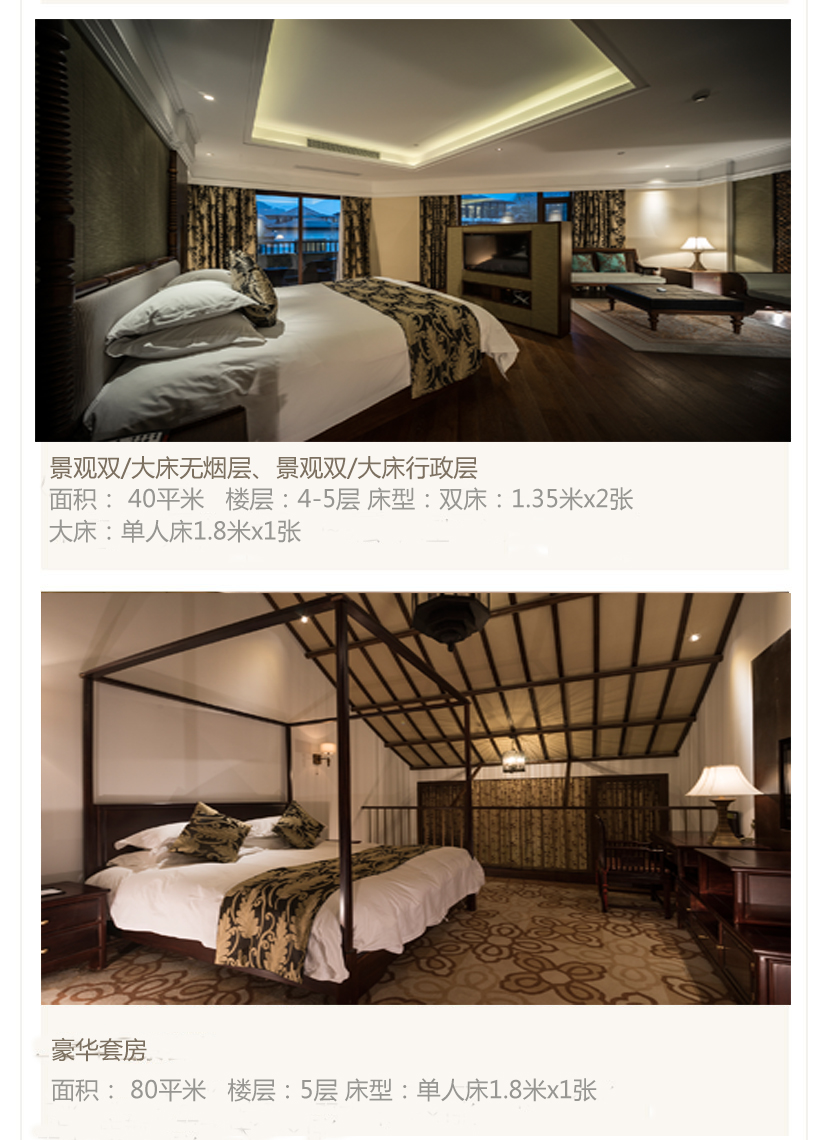 景观双/大床无烟层、景观双/大床行政层
面积： 40平米 楼层：4-5层 床型：双床：1.35米x2张
大床：单人床1.8米x1张
豪华套房
面积： 80平米 楼层：5层 床型：单人床1.8米x1张